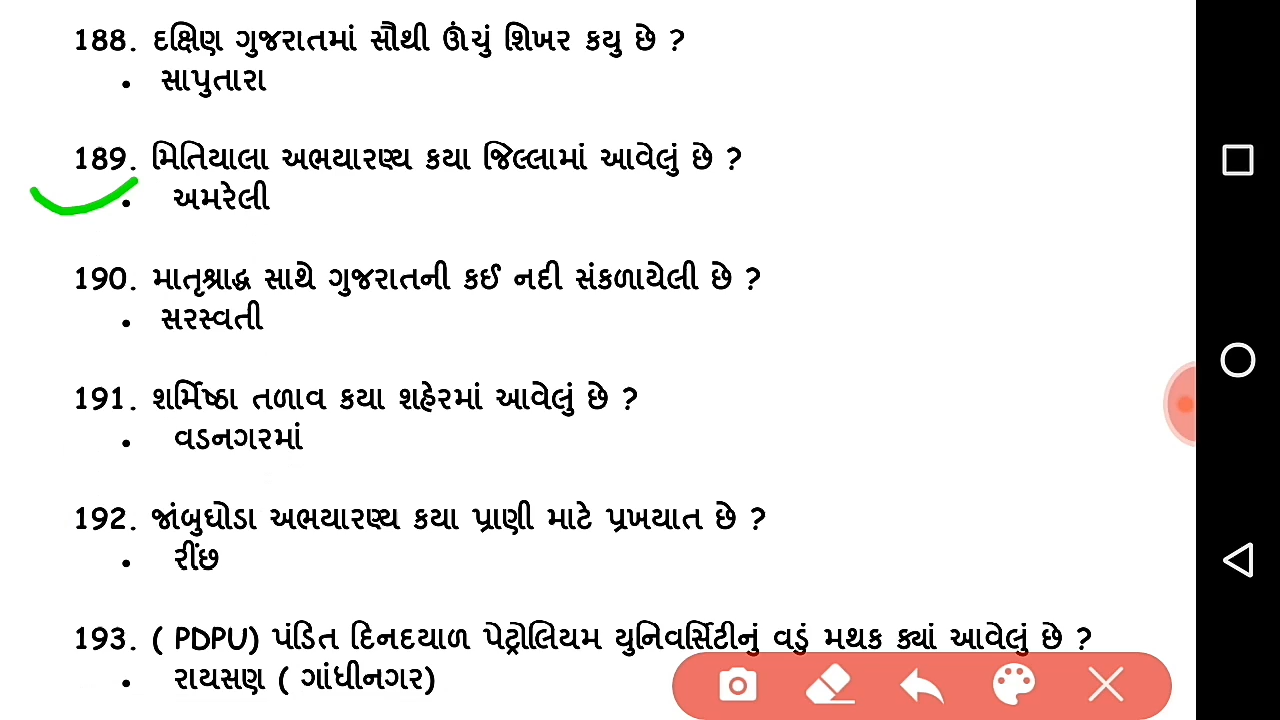 188. દક્ષિણ ગુજરાતમાં સૌથી ઊંચું શિખર કયુ છે ?
• સાપુતારા
189. મિતિયાલા અભયારણ્ય કયા જિલ્લામાં આવેલું છે ?
• અમરેલી
190. માતૃશ્રાદ્ધ સાથે ગુજરાતની કઈ નદી સંકળાયેલી છે ?
• સરસ્વતી
191. શર્મિષ્ઠા તળાવ કયા શહેરમાં આવેલું છે ?
• વડનગરમાં
192. જાંબુઘોડા અભયારણ્ય કયા પ્રાણી માટે પ્રખયાત છે ?
• રીંછ
193. ( PDPU) પંડિત દિનદયાળ પેટ્રોલિયમ યુનિવર્સિટીનું વડું મથક ક્યાં આવેલું છે ?
• રાયસણ ( ગાંધીનગર)